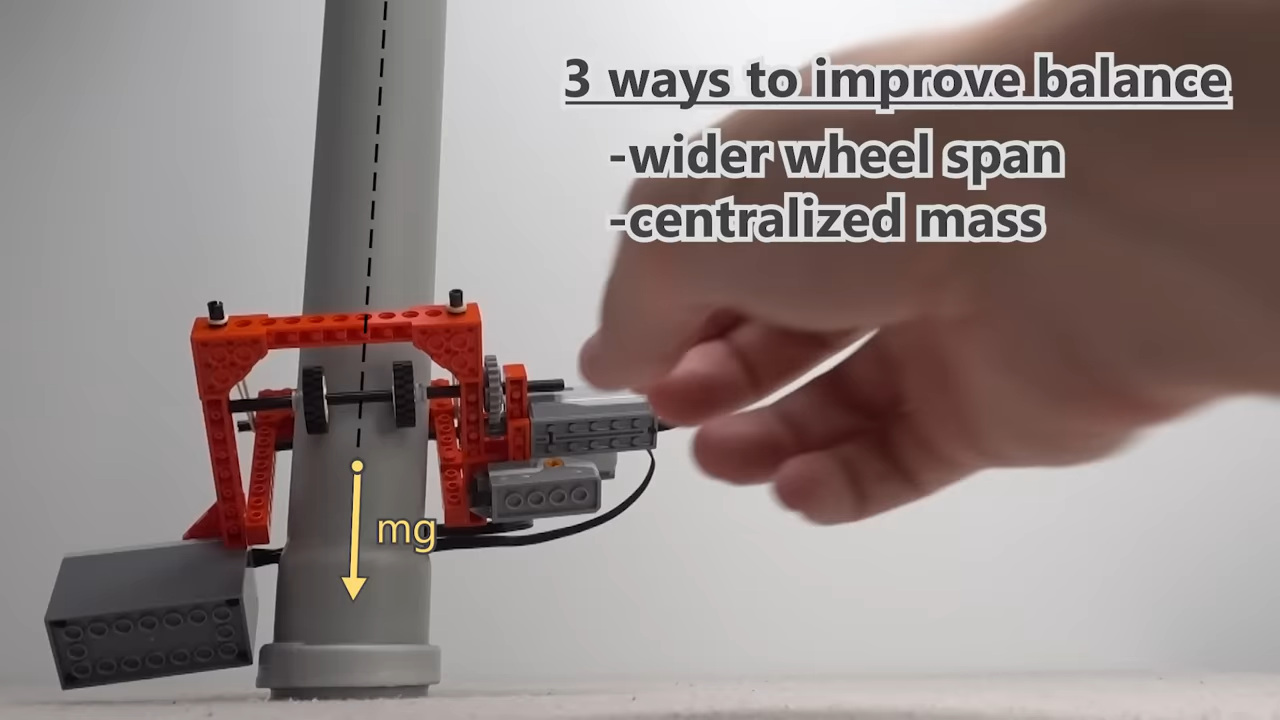 3 ways to improve balance
-wider wheel span
-centralized mass
mg